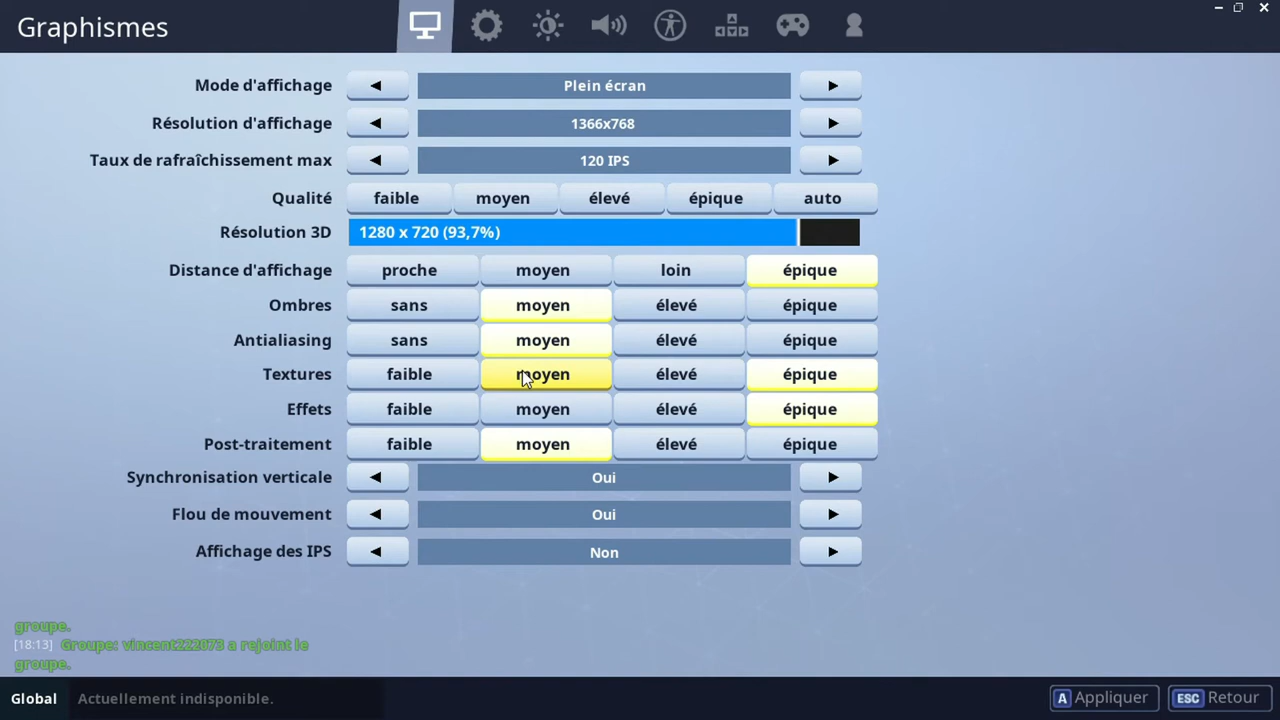 Graphismes
Mode d'affichage Plein écran
Résolution d'affichage 1366x768
Taux de rafraîchissement max 120 IPS
Qualité faible moyen élevé épique auto
Résolution 3D 1280 x 720 (93,7%)
Distance d'affichage proche moyen loin épique
Ombres sans moyen élevé épique
Antialiasing sans moyen élevé épique
Textures faible moyen élevé épique
Effets faible moyen élevé épique
Post-traitement faible moyen élevé épique
Synchronisation verticale Oui
Flou de mouvement Oui
Affichage des IPS Non
groupe.
[18:13] Groupe: vincent222073 a rejoint le
groupe.
Global Actuellement indisponible. A Appliquer ESC Retour